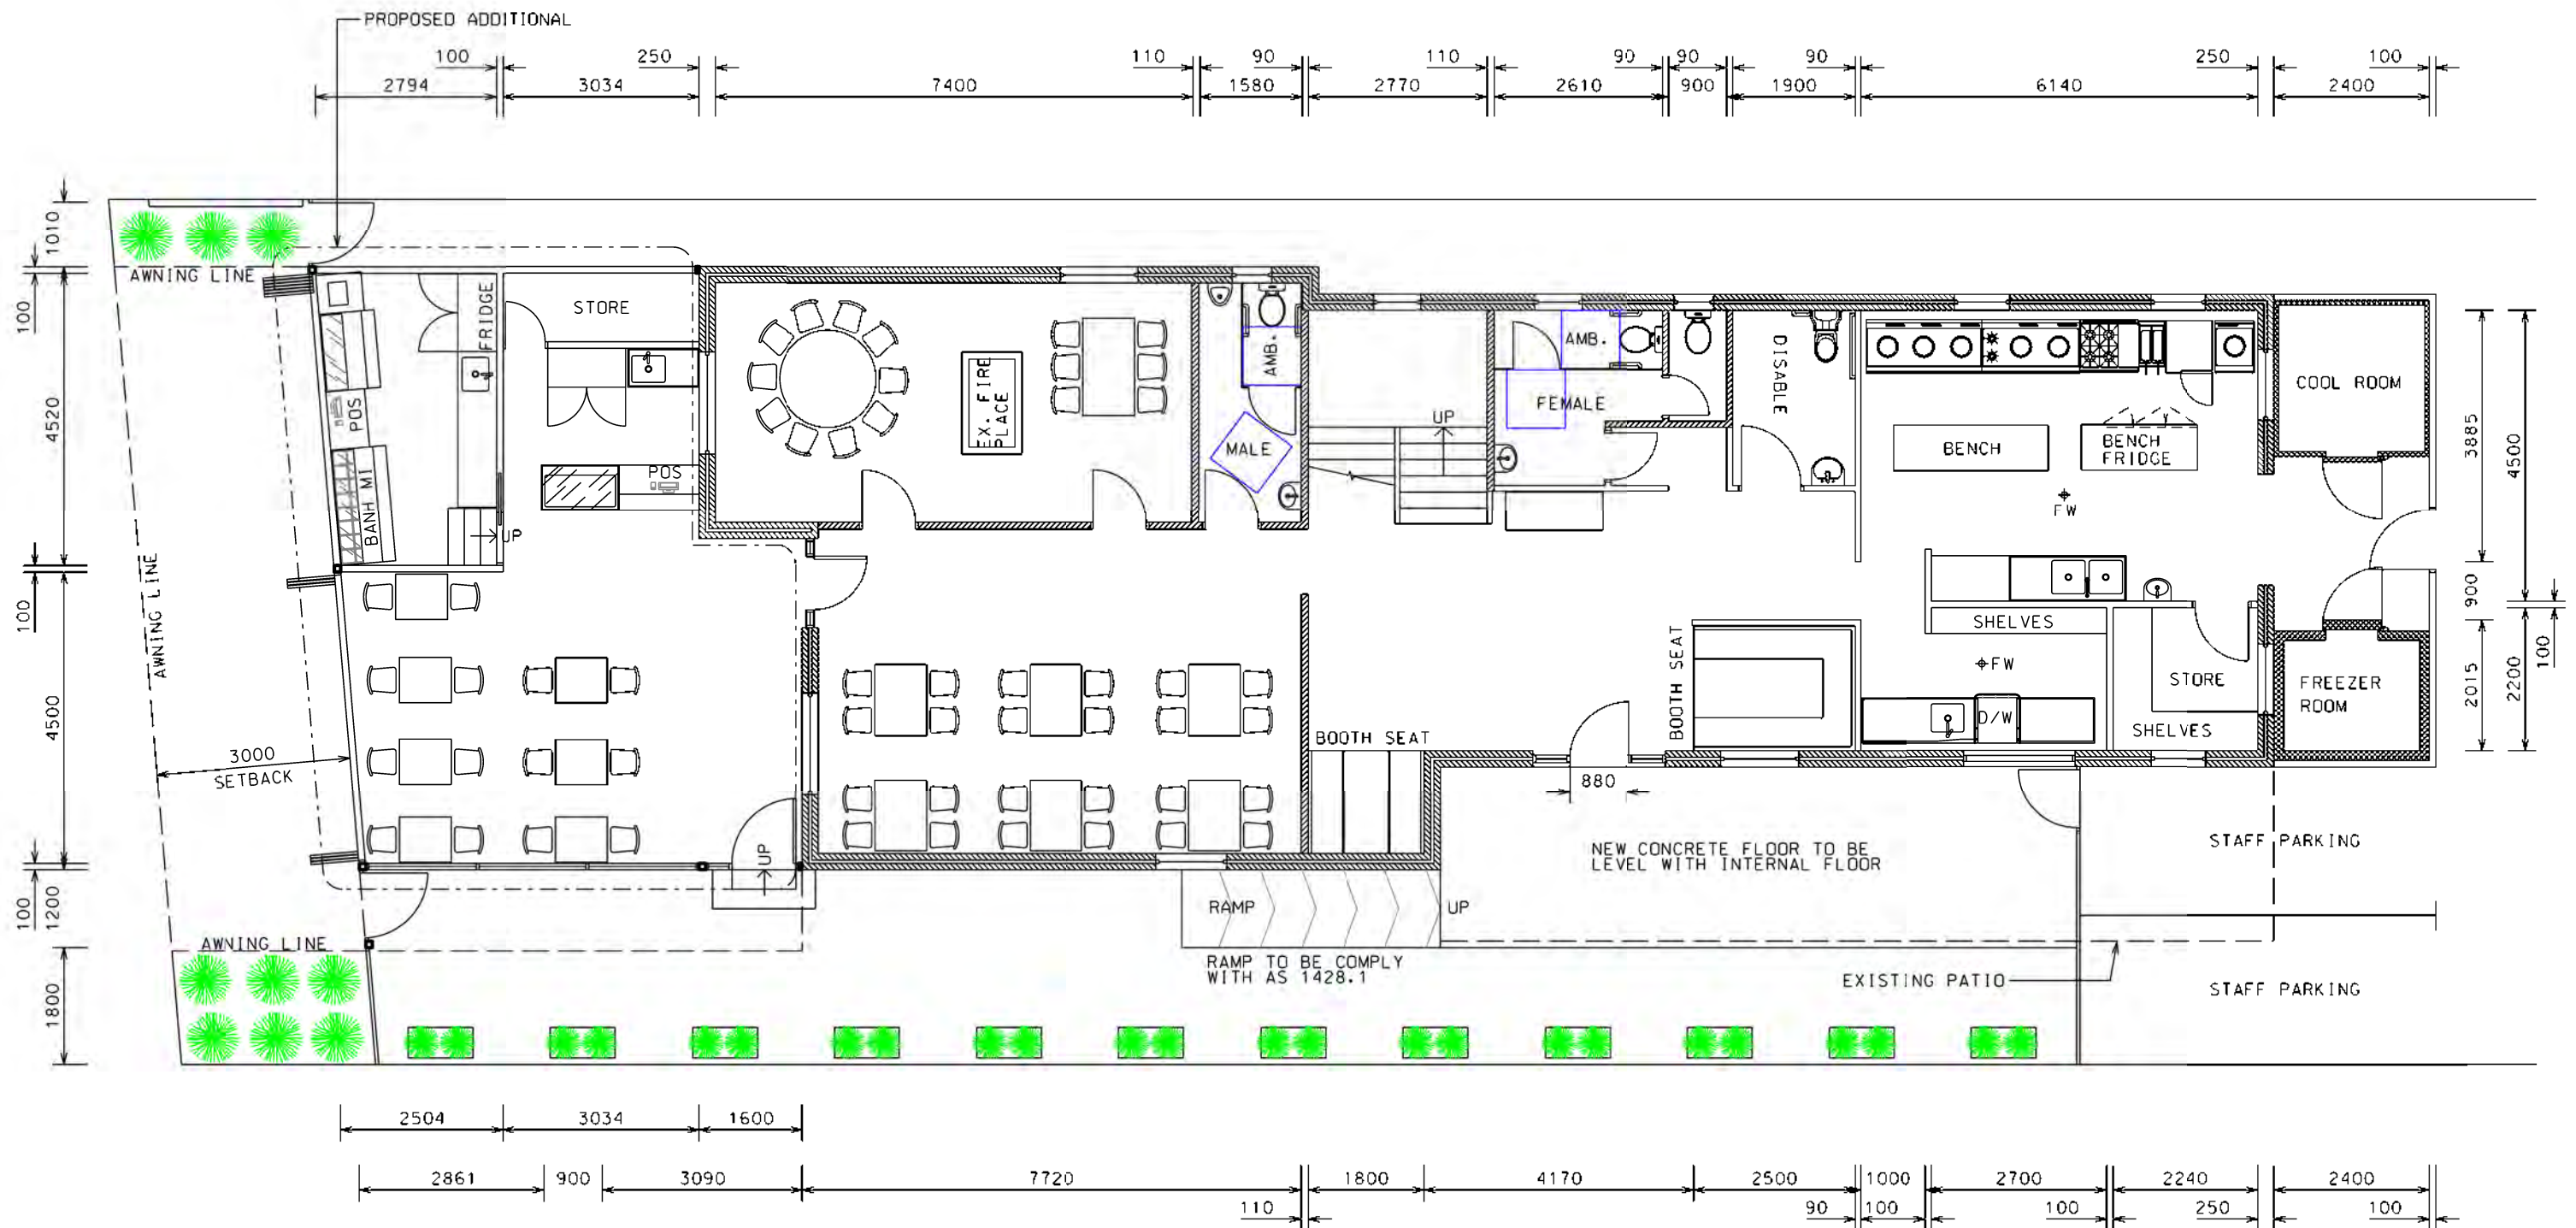 PROPOSED ADDITIONAL
100
250
110
90
110
90
90
90
250
100
2794
3034
7400
1580
2770
2610
900
1900
6140
2400
1010
100
4520
100
4500
100
1200
1800
AWNING LINE
FRIDGE
STORE
POS
BANH MI
UP
POS
EX. FIRE
PLACE
AMB.
MALE
UP
AMB.
FEMALE
DISABLE
BENCH
BENCH
FRIDGE
FW
COOL ROOM
3885
4500
900
2015
2200
100
AWNING LINE
3000
SETBACK
UP
BOOTH SEAT
BOOTH SEAT
880
SHELVES
FW
D/W
STORE
SHELVES
FREEZER
ROOM
STAFF PARKING
NEW CONCRETE FLOOR TO BE
LEVEL WITH INTERNAL FLOOR
RAMP
UP
AWNING LINE
RAMP TO BE COMPLY
WITH AS 1428.1
EXISTING PATIO
STAFF PARKING
2504
3034
1600
2861
900
3090
7720
1800
4170
2500
1000
2700
2240
2400
110
90
100
100
250
100